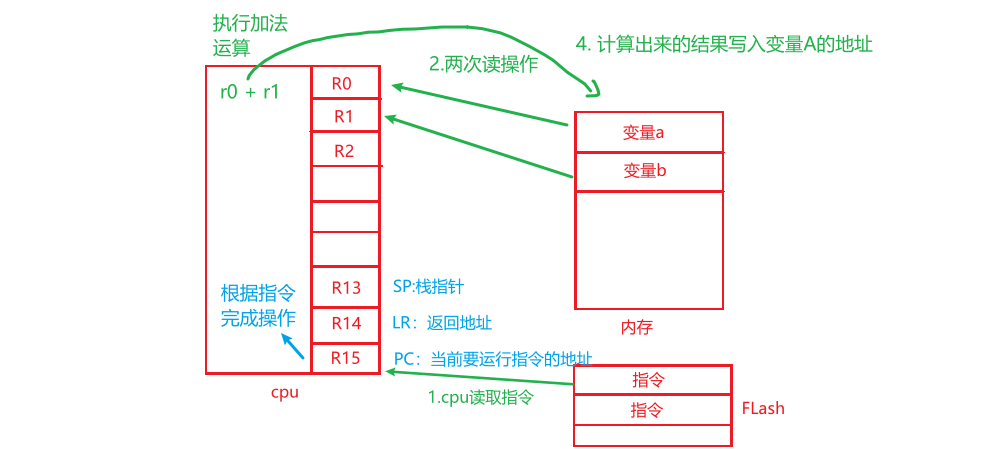 执行加法
运算
4. 计算出来的结果写入变量A的地址
2.两次读操作
r0 + r1
R0
R1
R2
变量a
变量b
根据指令
完成操作
R13
SP:栈指针
R14
LR：返回地址
内存
R15
PC：当前要运行指令的地址
cpu
1.cpu读取指令
指令
指令
FLash